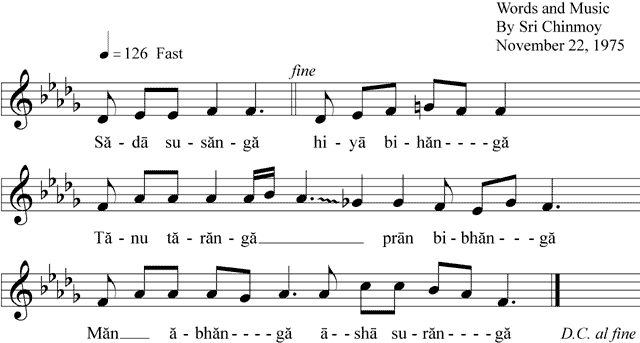 Words and Music
By Sri Chinmoy
November 22, 1975
♩ = 126 Fast
fine
Să - dā su - săn - gă hi - yā bi - hăn - - - - gă
Tă - nu tă - răn - gă prān bi - bhăn - - - - gă
Măn ă - bhăn - - - - gă ā - shā su - răn - - - - gă D.C. al fine